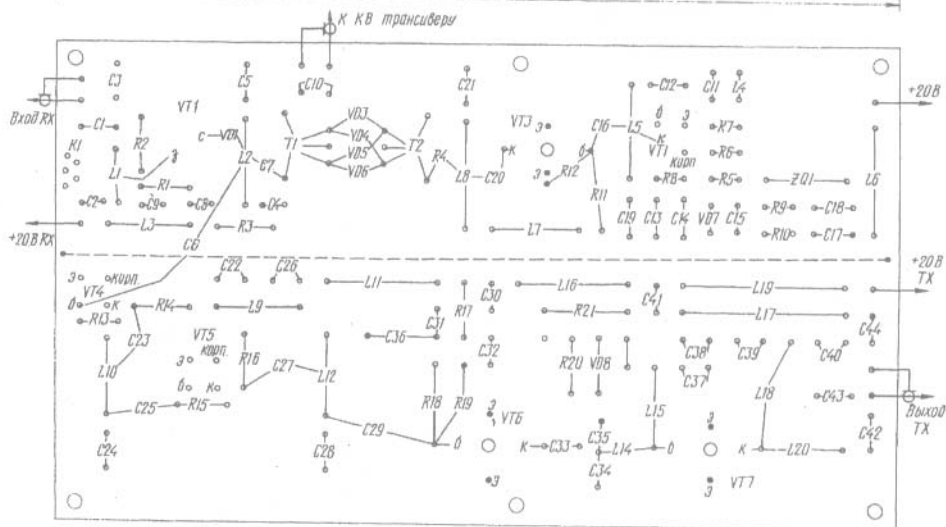 К КВ трансиверу
C3 C5 C10 C21 C12 C11 L4
+20В
VT1 VD3 VT3 Э C16 L5 б Э
Вход RX C1 R2 с L2 T1 VD4 T2 К К R7
K1 VD5 R4 VT1 R6
VD6 R12 корп
L1 C7 L8 C20 Э R8 R5 ZQ1 L6
R1 R11
C2 C9 C8 C4 C19 C13 C14 VD7 C15 R9 C18
+20В RX L3 R3 L7 R10 C17
C6
+20В
TX
Э корп. C22 C26 L11 C30 L16 C41 L19
VT4
б К R14 L9 C31 R17 R21 L17
R13 C44
C23 VT5 корп. R16 C36 C32 C38 C39 C40
Э C27 L12 R20 VD8 C37
L10 б К L15 L18
C25 R15 R18 R19 C43
Выход
TX
C29 Э VT6 C35 C42
C24 C28 б К C33 L14 б К L20
C34
Э Э VT7